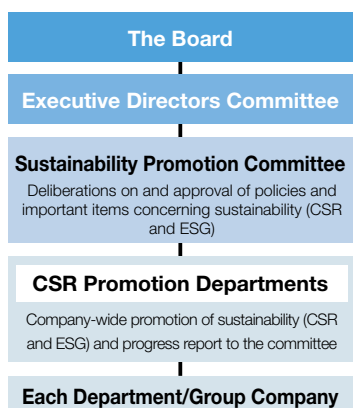 The Board
Executive Directors Committee
Sustainability Promotion Committee
Deliberations on and approval of policies and
important items concerning sustainability (CSR
and ESG)
CSR Promotion Departments
Company-wide promotion of sustainability (CSR
and ESG) and progress report to the committee
Each Department/Group Company